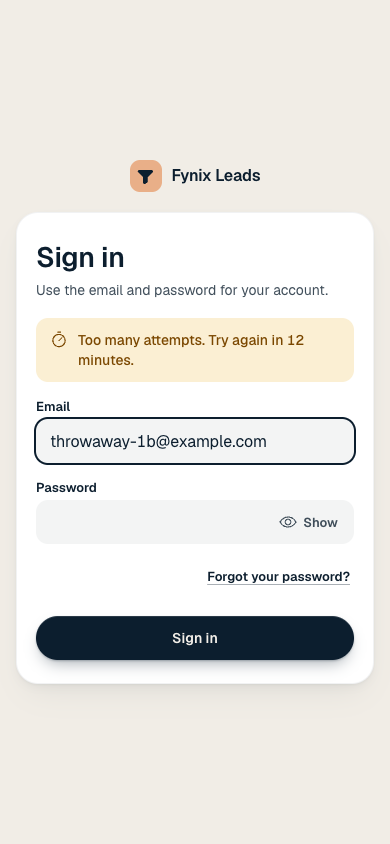 Fynix Leads
Sign in
Use the email and password for your account.
Too many attempts. Try again in 12
minutes.
Email
throwaway-1b@example.com
Password
Show
Forgot your password?
Sign in